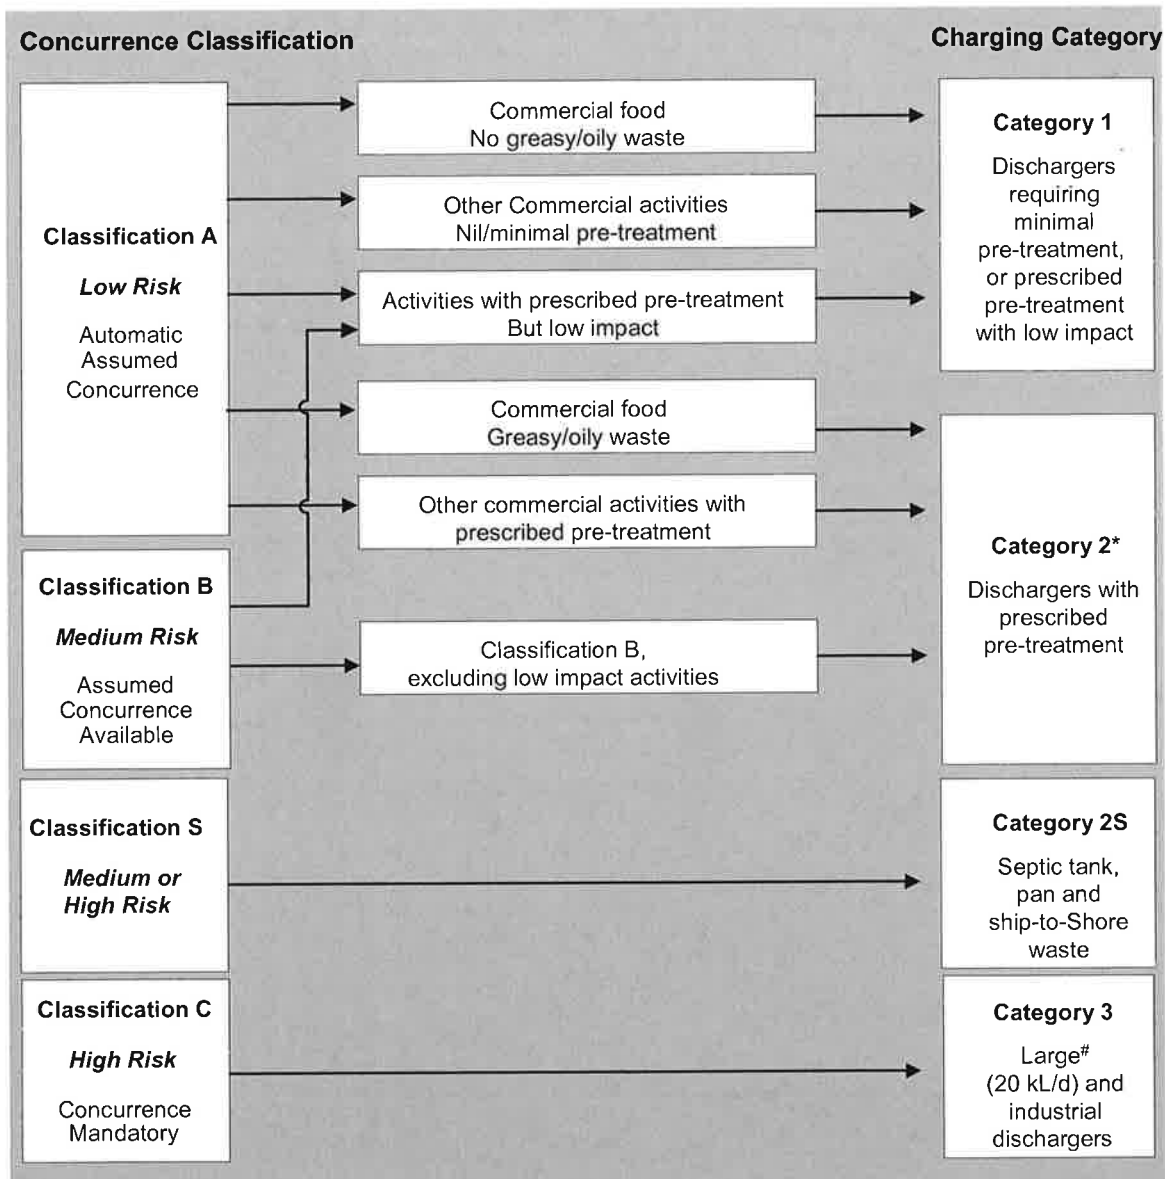 Concurrence Classification
Charging Category
Classification A
Low Risk
Automatic
Assumed
Concurrence
Commercial food
No greasy/oily waste
Other Commercial activities
Nil/minimal pre-treatment
Activities with prescribed pre-treatment
But low impact
Commercial food
Greasy/oily waste
Other commercial activities with
prescribed pre-treatment
Category 1
Dischargers
requiring
minimal
pre-treatment,
or prescribed
pre-treatment
with low impact
Classification B
Medium Risk
Assumed
Concurrence
Available
Classification B,
excluding low impact activities
Category 2*
Dischargers with
prescribed
pre-treatment
Classification S
Medium or
High Risk
Category 2S
Septic tank,
pan and
ship-to-Shore
waste
Classification C
High Risk
Concurrence
Mandatory
Category 3
Large#
(20 kL/d) and
industrial
dischargers